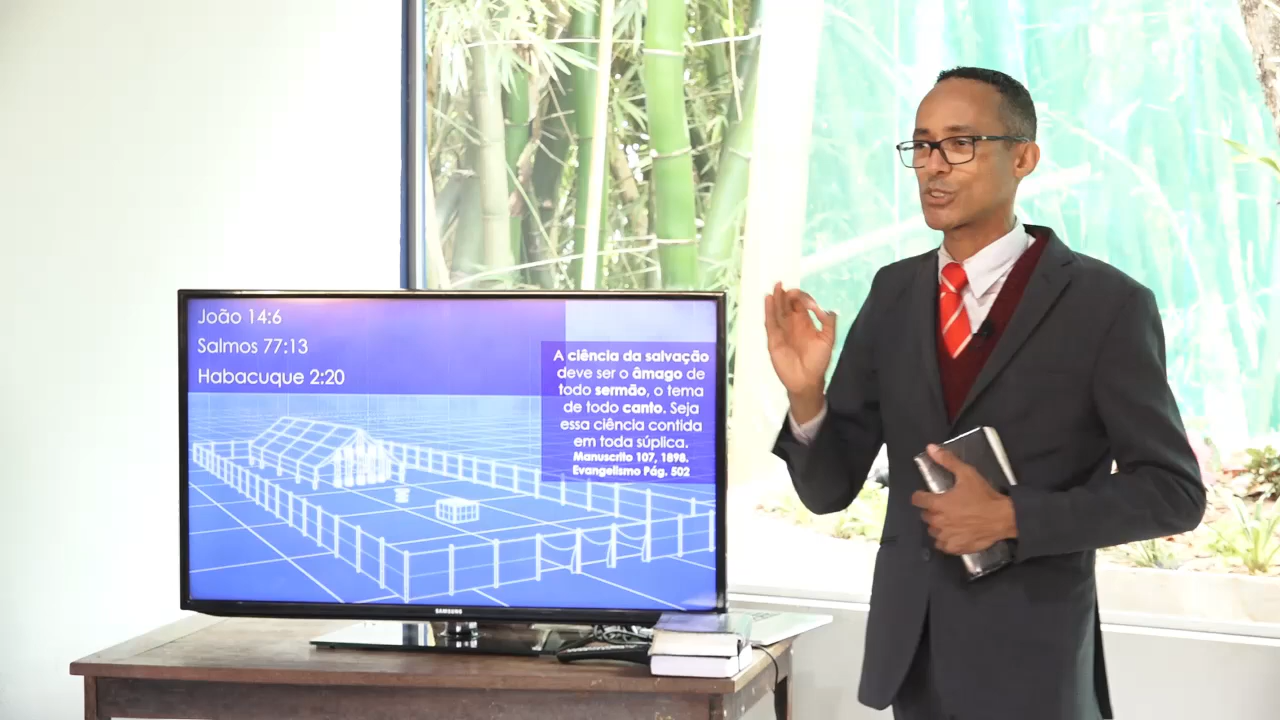 João 14:6
Salmos 77:13
Habacuque 2:20
A ciência da salvação
deve ser o âmago de
todo sermão, o tema
de todo canto. Seja
essa ciência contida
em toda súplica.
Manuscrito 107, 1898.
Evangelismo Pág. 502
SAMSUNG